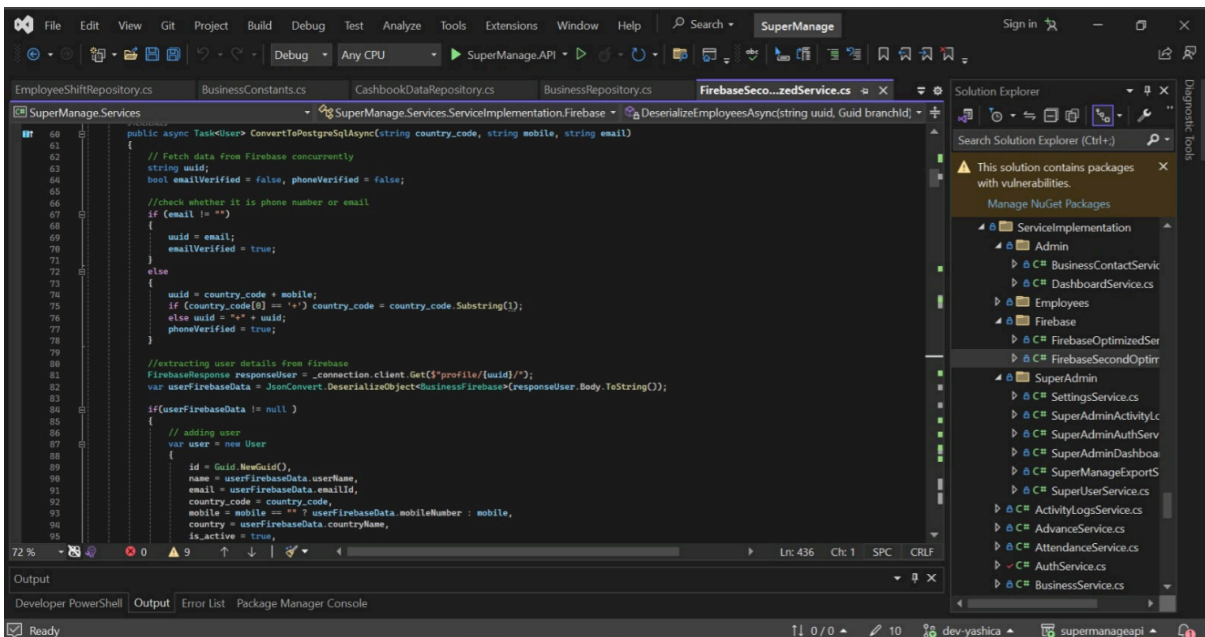 File Edit View Git Project Build Debug Test Analyze Tools Extensions Window Help Search SuperManage Sign in
Debug Any CPU SuperManage.API
EmployeeShiftRepository.cs BusinessConstants.cs CashbookDataRepository.cs BusinessRepository.cs FirebaseSeco...zedService.cs
SuperManage.Services SuperManage.Services.ServiceImplementation.Firebase DeserializeEmployeesAsync(string uuid, Guid branchId)
60 public async Task<User> ConvertToPostgreSqlAsync(string country_code, string mobile, string email)
61 {
62 // Fetch data from Firebase concurrently
63 string uuid;
64 bool emailVerified = false, phoneVerified = false;
65
66 //check whether it is phone number or email
67 if (email != "")
68 {
69 uuid = email;
70 emailVerified = true;
71 }
72 else
73 {
74 uuid = country_code + mobile;
75 if (country_code[0] == '+') country_code = country_code.Substring(1);
76 else uuid = "+" + uuid;
77 phoneVerified = true;
78 }
79
80 //extracting user details from firebase
81 FirebaseResponse responseUser = _connection.client.Get($"profile/{uuid}/");
82 var userFirebaseData = JsonConvert.DeserializeObject<BusinessFirebase>(responseUser.Body.ToString());
83
84 if(userFirebaseData != null )
85 {
86 // adding user
87 var user = new User
88 {
89 id = Guid.NewGuid(),
90 name = userFirebaseData.userName,
91 email = userFirebaseData.emailId,
92 country_code = country_code,
93 mobile = mobile == "" ? userFirebaseData.mobileNumber : mobile,
94 country = userFirebaseData.countryName,
95 is_active = true,
72 % 0 9 Ln: 436 Ch: 1 SPC CRLF
Output
Developer PowerShell Output Error List Package Manager Console
Solution Explorer
Search Solution Explorer (Ctrl+;)
This solution contains packages
with vulnerabilities.
Manage NuGet Packages
ServiceImplementation
Admin
C# BusinessContactServic
C# DashboardService.cs
Employees
Firebase
C# FirebaseOptimizedSer
C# FirebaseSecondOptim
SuperAdmin
C# SettingsService.cs
C# SuperAdminActivityLc
C# SuperAdminAuthServ
C# SuperAdminDashboa
C# SuperManageExportS
C# SuperUserService.cs
C# ActivityLogsService.cs
C# AdvanceService.cs
C# AttendanceService.cs
C# AuthService.cs
C# BusinessService.cs
Diagnostic Tools
Ready 0 / 0 10 dev-yashica supermanageapi